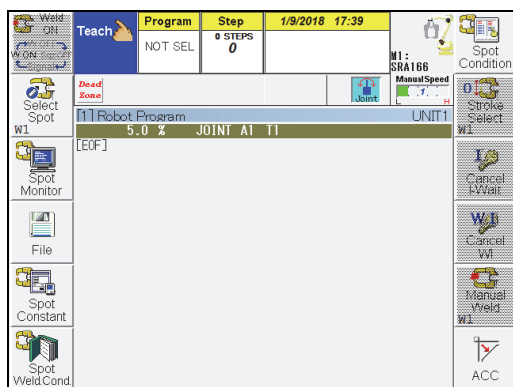 Weld
ON
W ON
Signal
Teach
Program
NOT SEL
Step
0 STEPS
0
1/9/2018 17:39
M1:
SRA166
Spot
Condition
Select
Spot
W1
Dead
Zone
Joint
Manual Speed
1
L H
Stroke
Select
W1
[1] Robot Program UNIT1
5.0 % JOINT A1 T1
[EOF]
Spot
Monitor
Cancel
I-Wait
File
WI
Cancel
WI
Spot
Constant
Manual
Weld
W1
Spot
Weld.Cond.
ACC